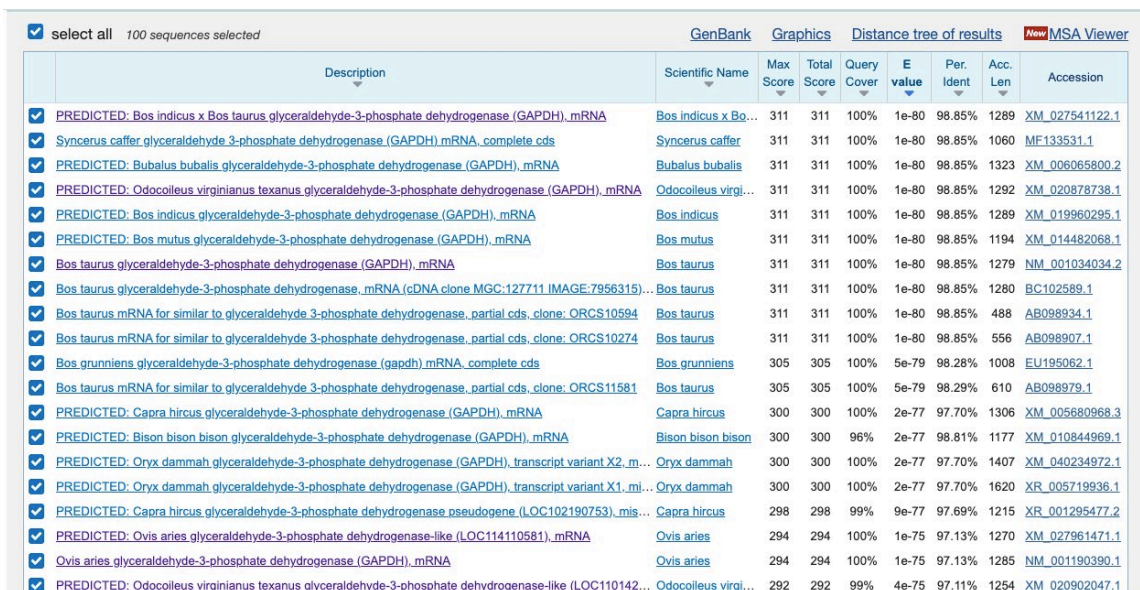 select all 100 sequences selected GenBank Graphics Distance tree of results New MSA Viewer
Description Scientific Name Max Score Total Score Query Cover E value Per. Ident Acc. Len Accession
PREDICTED: Bos indicus x Bos taurus glyceraldehyde-3-phosphate dehydrogenase (GAPDH), mRNA Bos indicus x Bo... 311 311 100% 1e-80 98.85% 1289 XM_027541122.1
Syncerus caffer glyceraldehyde 3-phosphate dehydrogenase (GAPDH) mRNA, complete cds Syncerus caffer 311 311 100% 1e-80 98.85% 1060 MF133531.1
PREDICTED: Bubalus bubalis glyceraldehyde-3-phosphate dehydrogenase (GAPDH), mRNA Bubalus bubalis 311 311 100% 1e-80 98.85% 1323 XM_006065800.2
PREDICTED: Odocoileus virginianus texanus glyceraldehyde-3-phosphate dehydrogenase (GAPDH), mRNA Odocoileus virgi... 311 311 100% 1e-80 98.85% 1292 XM_020878738.1
PREDICTED: Bos indicus glyceraldehyde-3-phosphate dehydrogenase (GAPDH), mRNA Bos indicus 311 311 100% 1e-80 98.85% 1289 XM_019960295.1
PREDICTED: Bos mutus glyceraldehyde-3-phosphate dehydrogenase (GAPDH), mRNA Bos mutus 311 311 100% 1e-80 98.85% 1194 XM_014482068.1
Bos taurus glyceraldehyde-3-phosphate dehydrogenase (GAPDH), mRNA Bos taurus 311 311 100% 1e-80 98.85% 1279 NM_001034034.2
Bos taurus glyceraldehyde-3-phosphate dehydrogenase, mRNA (cDNA clone MGC:127711 IMAGE:7956315)... Bos taurus 311 311 100% 1e-80 98.85% 1280 BC102589.1
Bos taurus mRNA for similar to glyceraldehyde 3-phosphate dehydrogenase, partial cds, clone: ORCS10594 Bos taurus 311 311 100% 1e-80 98.85% 488 AB098934.1
Bos taurus mRNA for similar to glyceraldehyde 3-phosphate dehydrogenase, partial cds, clone: ORCS10274 Bos taurus 311 311 100% 1e-80 98.85% 556 AB098907.1
Bos grunniens glyceraldehyde-3-phosphate dehydrogenase (gapdh) mRNA, complete cds Bos grunniens 305 305 100% 5e-79 98.28% 1008 EU195062.1
Bos taurus mRNA for similar to glyceraldehyde 3-phosphate dehydrogenase, partial cds, clone: ORCS11581 Bos taurus 305 305 100% 5e-79 98.29% 610 AB098979.1
PREDICTED: Capra hircus glyceraldehyde-3-phosphate dehydrogenase (GAPDH), mRNA Capra hircus 300 300 100% 2e-77 97.70% 1306 XM_005680968.3
PREDICTED: Bison bison bison glyceraldehyde-3-phosphate dehydrogenase (GAPDH), mRNA Bison bison bison 300 300 96% 2e-77 98.81% 1177 XM_010844969.1
PREDICTED: Oryx dammah glyceraldehyde-3-phosphate dehydrogenase (GAPDH), transcript variant X2, m... Oryx dammah 300 300 100% 2e-77 97.70% 1407 XM_040234972.1
PREDICTED: Oryx dammah glyceraldehyde-3-phosphate dehydrogenase (GAPDH), transcript variant X1, mi... Oryx dammah 300 300 100% 2e-77 97.70% 1620 XR_005719936.1
PREDICTED: Capra hircus glyceraldehyde-3-phosphate dehydrogenase pseudogene (LOC102190753), mis... Capra hircus 298 298 99% 9e-77 97.69% 1215 XR_001295477.2
PREDICTED: Ovis aries glyceraldehyde-3-phosphate dehydrogenase-like (LOC114110581), mRNA Ovis aries 294 294 100% 1e-75 97.13% 1270 XM_027961471.1
Ovis aries glyceraldehyde-3-phosphate dehydrogenase (GAPDH), mRNA Ovis aries 294 294 100% 1e-75 97.13% 1285 NM_001190390.1
PREDICTED: Odocoileus virginianus texanus glyceraldehyde-3-phosphate dehydrogenase-like (LOC110142... Odocoileus virgi... 292 292 99% 4e-75 97.11% 1254 XM_020902047.1